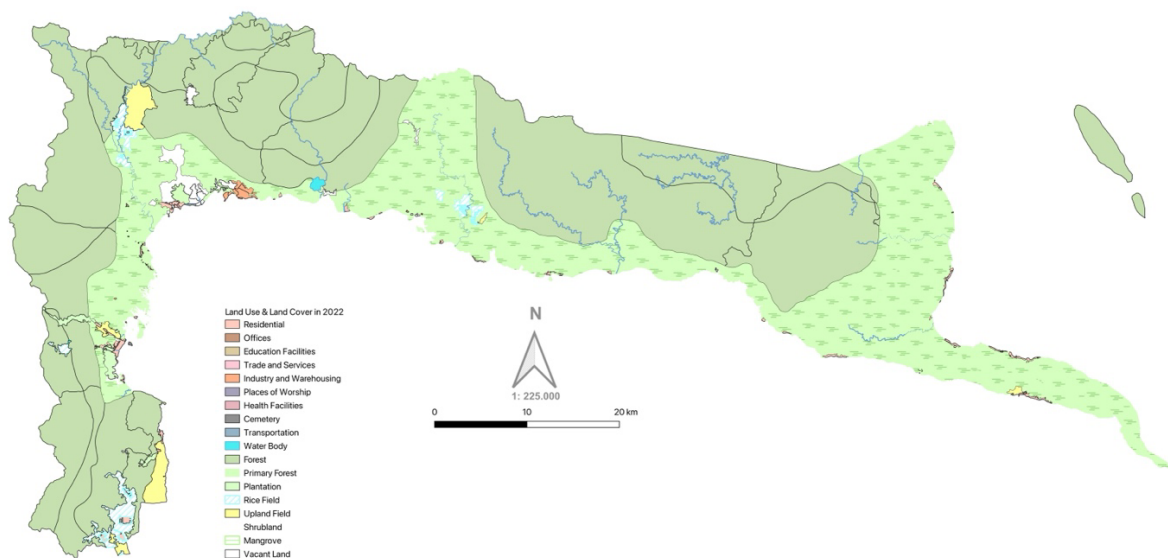 Land Use & Land Cover in 2022
Residential
Offices
Education Facilities
Trade and Services
Industry and Warehousing
Places of Worship
Health Facilities
Cemetery
Transportation
Water Body
Forest
Primary Forest
Plantation
Rice Field
Upland Field
Shrubland
Mangrove
Vacant Land
N
1: 225.000
0 10 20 km